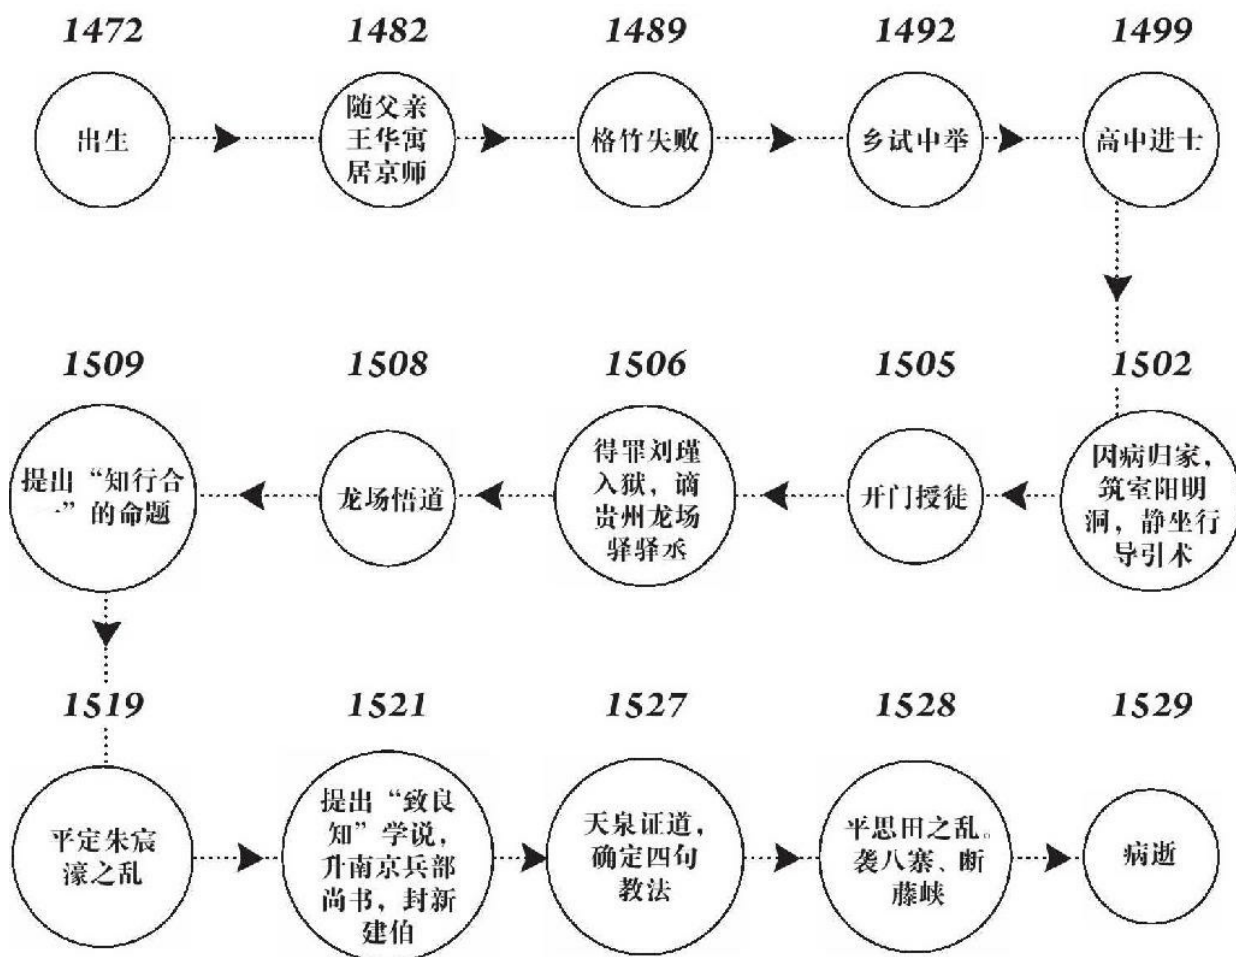 1472
出生
1482
随父亲
王华寓
居京师
1489
格竹失败
1492
乡试中举
1499
高中进士
1502
因病归家，
筑室阳明
洞，静坐行
导引术
1505
开门授徒
1506
得罪刘瑾
入狱，谪
贵州龙场
驿驿丞
1508
龙场悟道
1509
提出“知行合
一”的命题
1519
平定朱宸
濠之乱
1521
提出“致良
知”学说，
升南京兵部
尚书，封新
建伯
1527
天泉证道，
确定四句
教法
1528
平思田之乱。
袭八寨、断
藤峡
1529
病逝